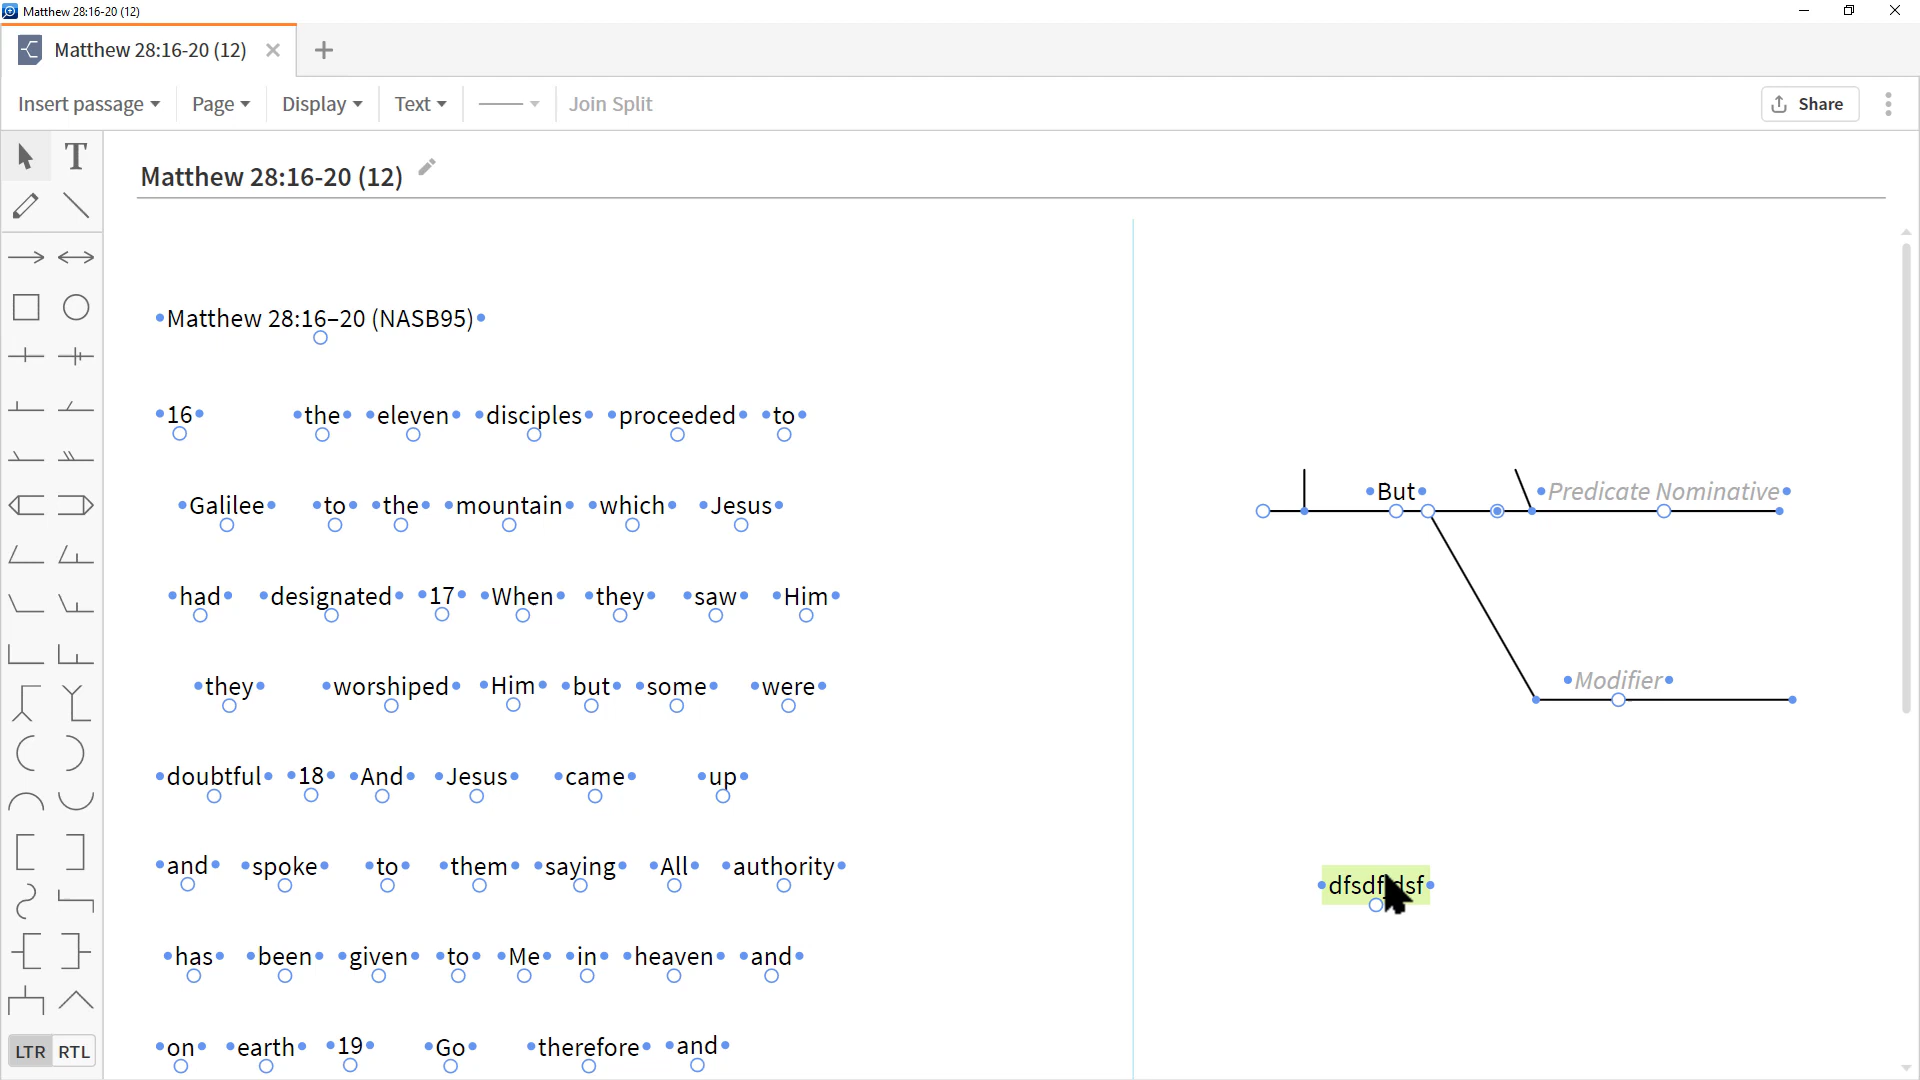 Matthew 28:16-20 (12)
Matthew 28:16-20 (12)
Insert passage Page Display Text Join Split Share
T
Matthew 28:16-20 (12)
Matthew 28:16–20 (NASB95)
16 the eleven disciples proceeded to
Galilee to the mountain which Jesus
had designated 17 When they saw Him
they worshiped Him but some were
doubtful 18 And Jesus came up
and spoke to them saying All authority
has been given to Me in heaven and
on earth 19 Go therefore and
But Predicate Nominative
Modifier
LTR RTL